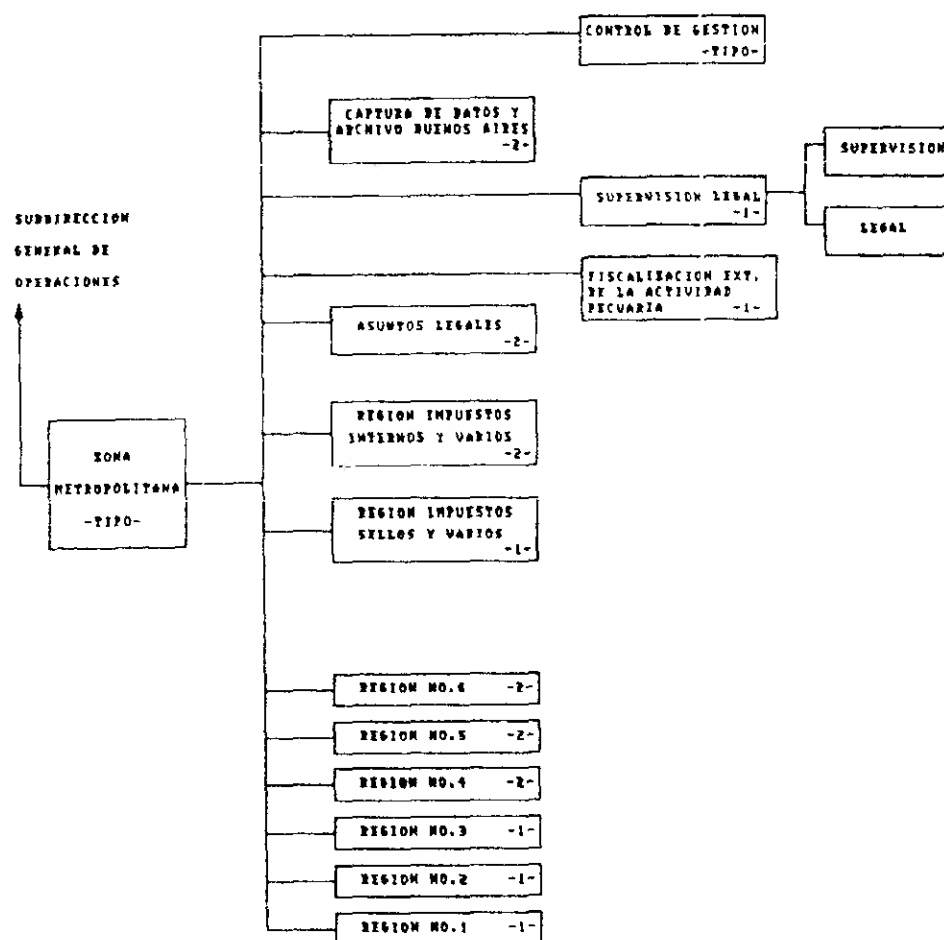 CONTROL DE GESTION
-TIPO-
CAPTURA DE DATOS Y
ARCHIVO BUENOS AIRES
-2-
SUPERVISION
SUPERVISION LEGAL
-1-
LEGAL
SUBDIRECCION
GENERAL DE
OPERACIONES
FISCALIZACION EXT.
DE LA ACTIVIDAD
PECUARIA -1-
ASUNTOS LEGALES
-2-
REGION IMPUESTOS
INTERNOS Y VARIOS
-2-
ZONA
METROPOLITANA
-TIPO-
REGION IMPUESTOS
SELLOS Y VARIOS
-1-
REGION NO.6 -2-
REGION NO.5 -2-
REGION NO.4 -2-
REGION NO.3 -1-
REGION NO.2 -1-
REGION NO.1 -1-